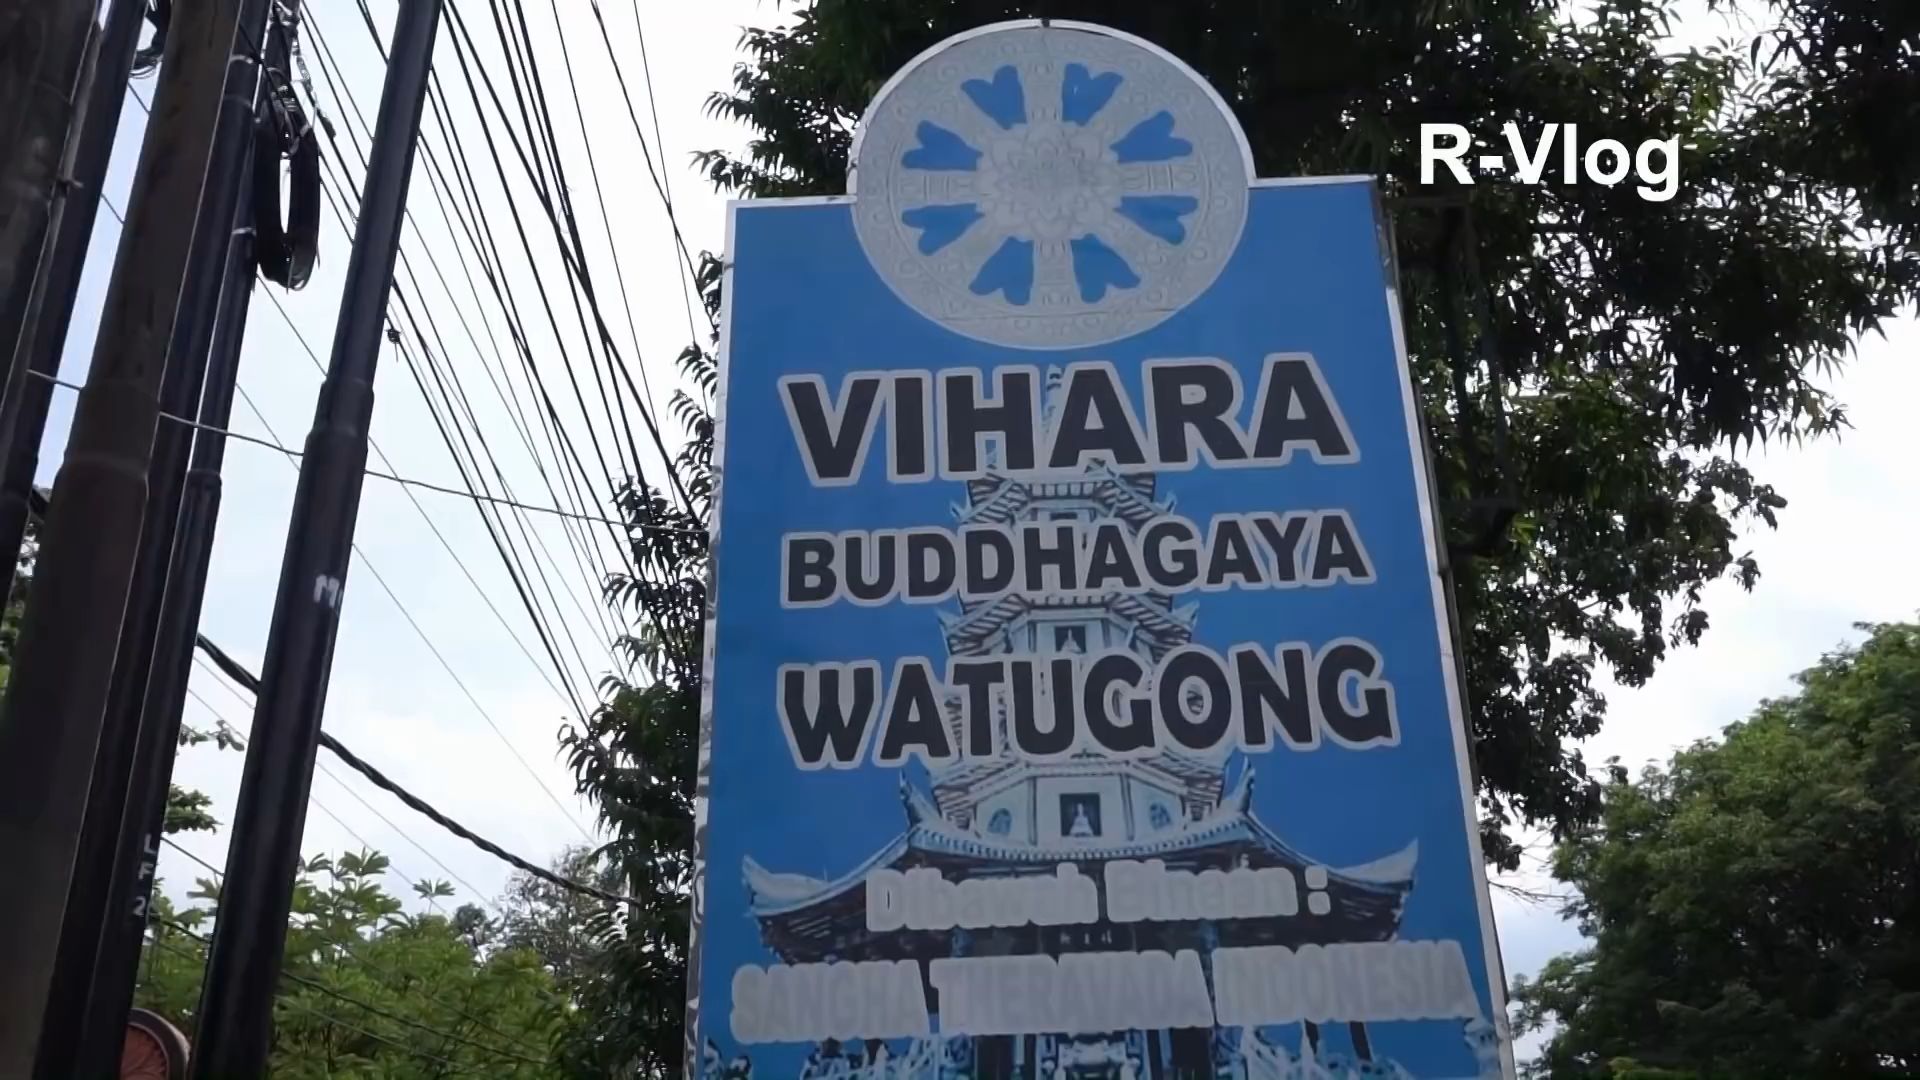 R-Vlog
VIHARA
BUDDHAGAYA
WATUGONG
Dibawah Binaan :
SANGHA THERAVADA INDONESIA